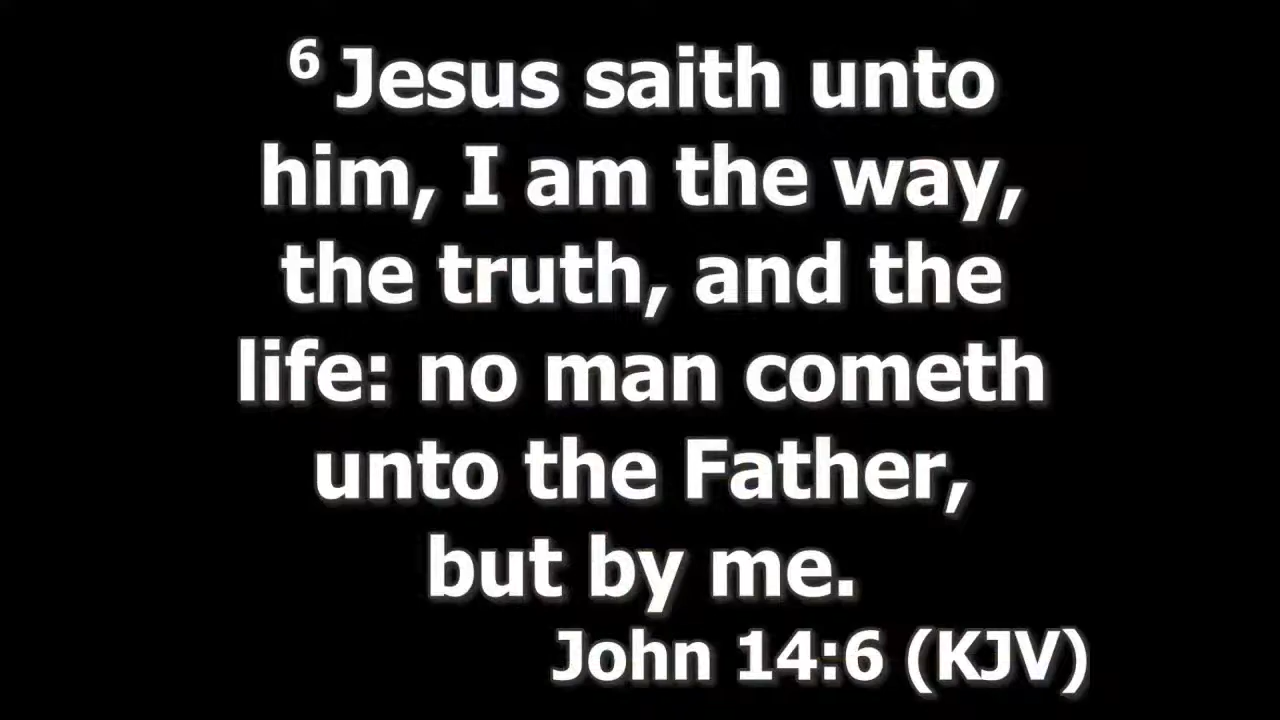 6 Jesus saith unto
him, I am the way,
the truth, and the
life: no man cometh
unto the Father,
but by me.
John 14:6 (KJV)